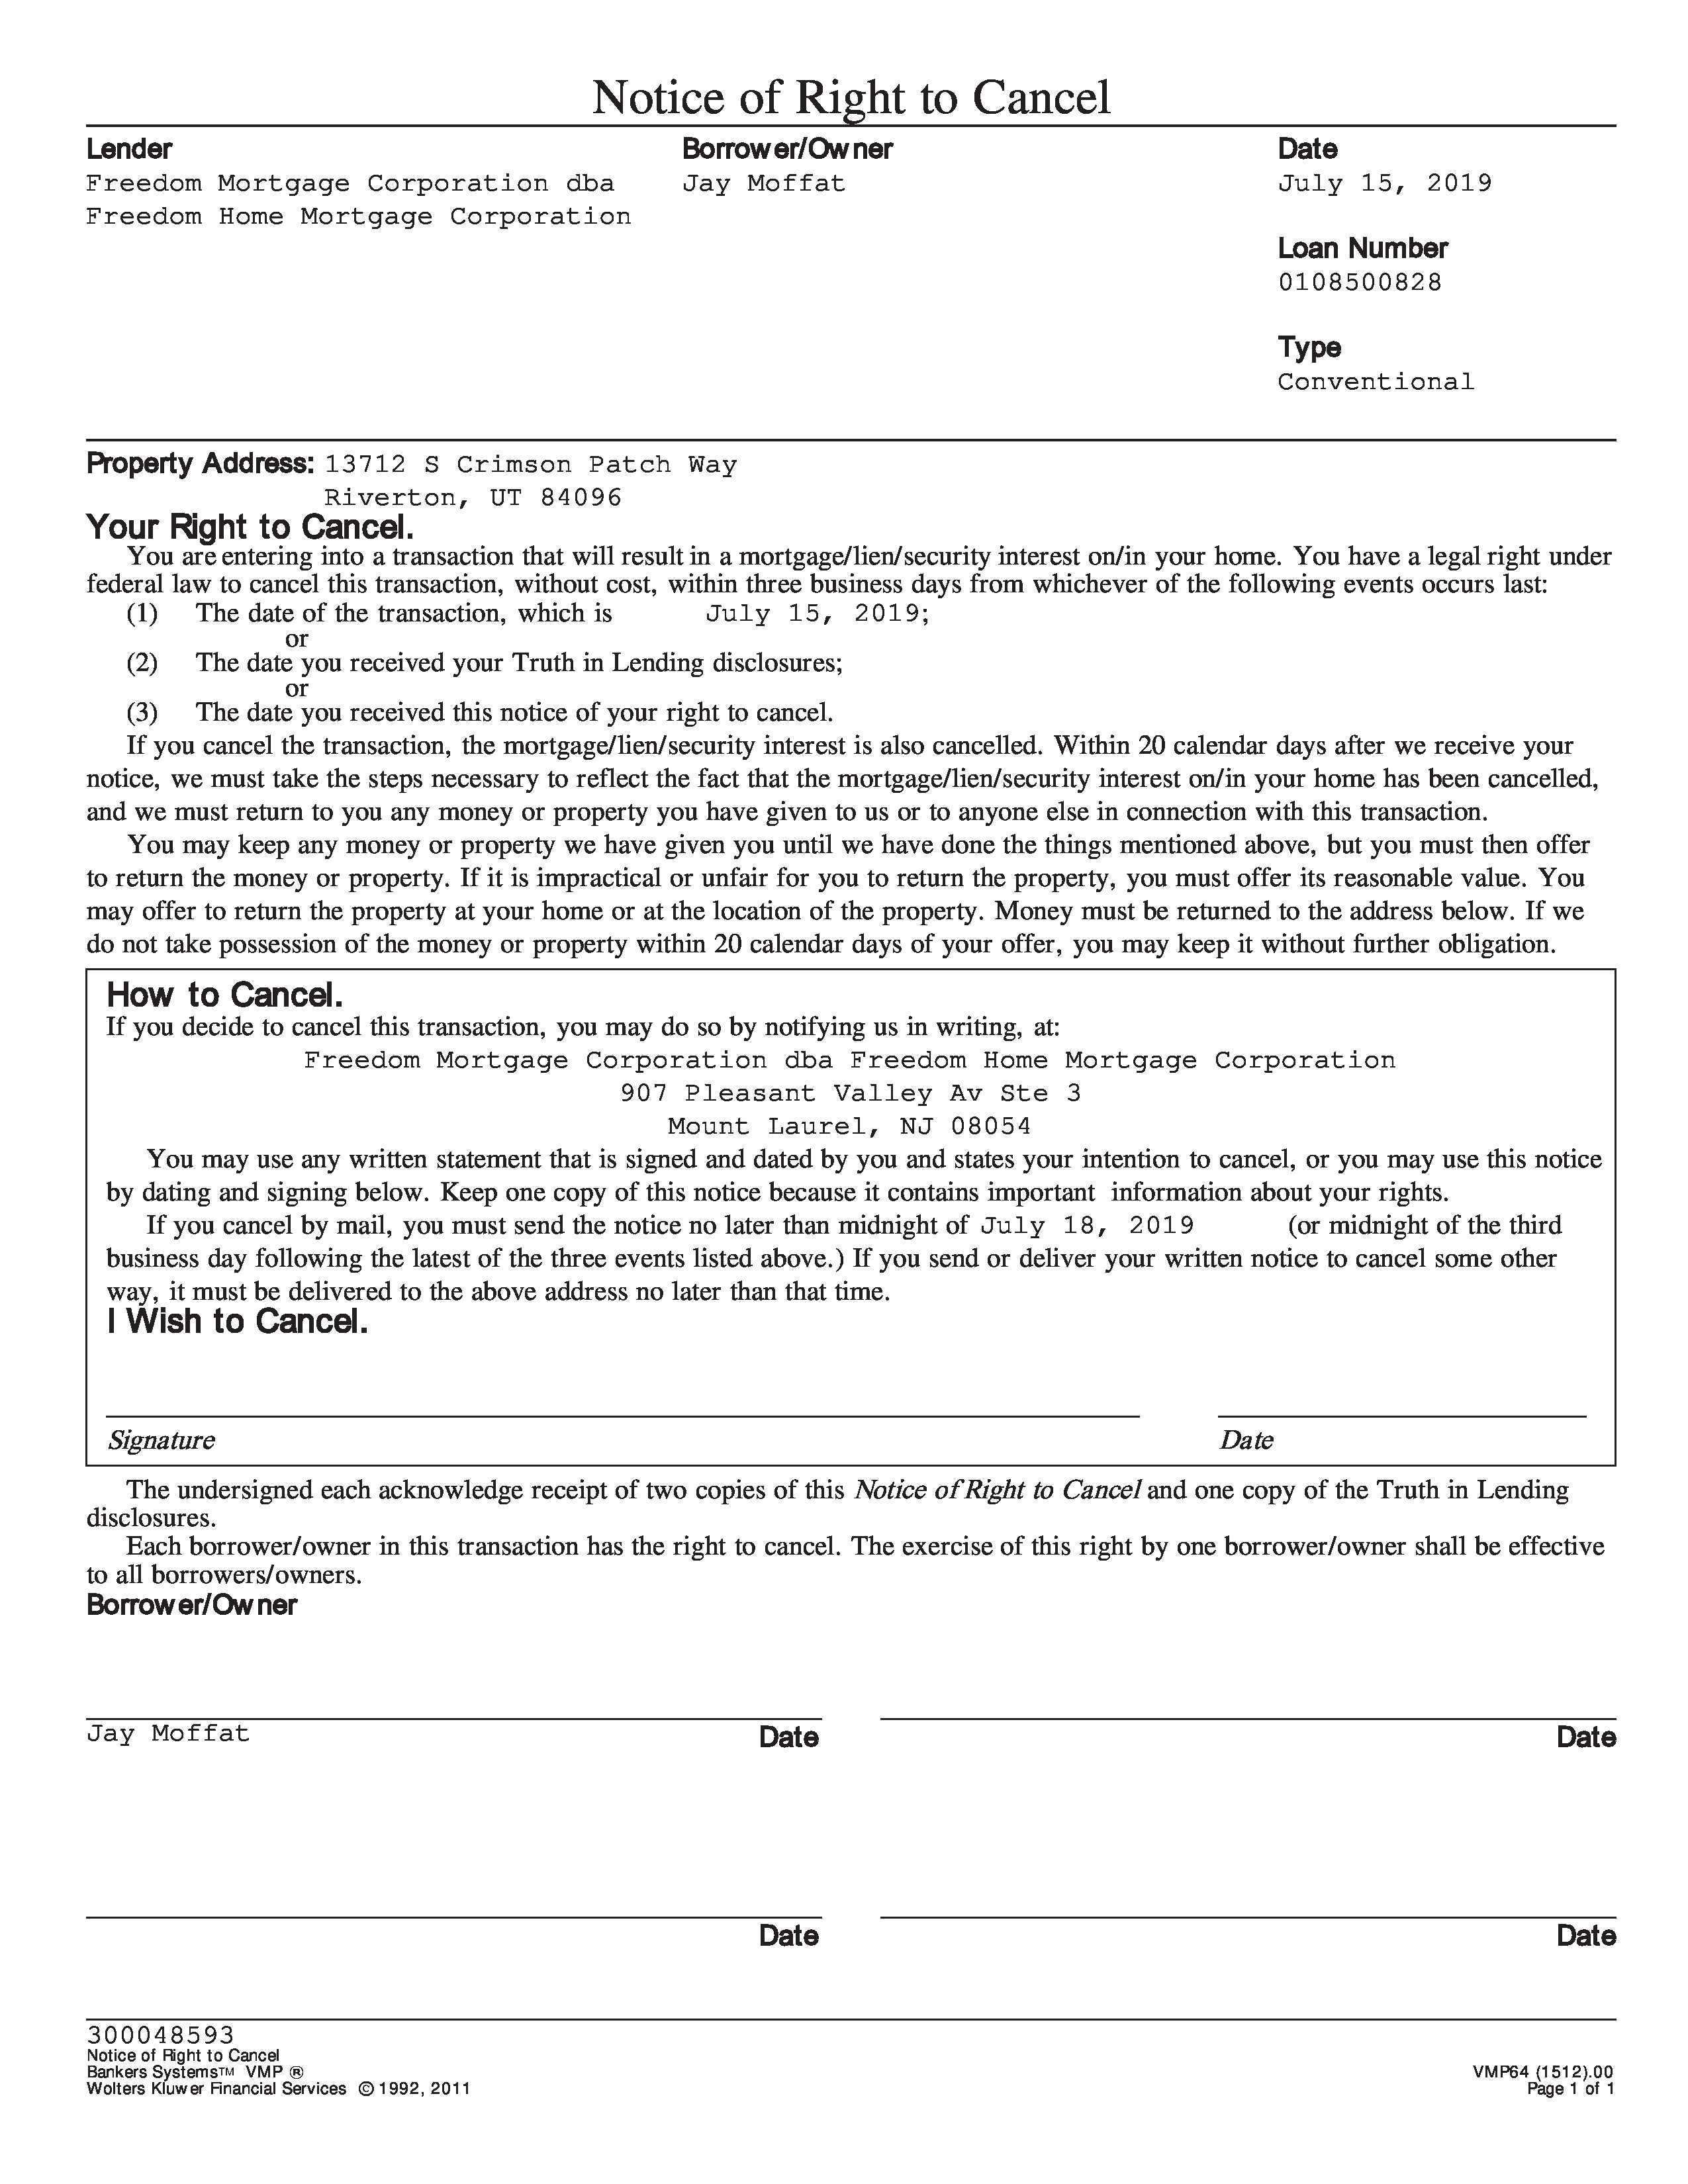 Notice of Right to Cancel
Lender
Freedom Mortgage Corporation dba
Freedom Home Mortgage Corporation
Borrower/Owner
Jay Moffat
Date
July 15, 2019
Loan Number
0108500828
Type
Conventional
Property Address: 13712 S Crimson Patch Way
Riverton, UT 84096
Your Right to Cancel.
You are entering into a transaction that will result in a mortgage/lien/security interest on/in your home. You have a legal right under
federal law to cancel this transaction, without cost, within three business days from whichever of the following events occurs last:
(1) The date of the transaction, which is July 15, 2019;
or
(2) The date you received your Truth in Lending disclosures;
or
(3) The date you received this notice of your right to cancel.
If you cancel the transaction, the mortgage/lien/security interest is also cancelled. Within 20 calendar days after we receive your
notice, we must take the steps necessary to reflect the fact that the mortgage/lien/security interest on/in your home has been cancelled,
and we must return to you any money or property you have given to us or to anyone else in connection with this transaction.
You may keep any money or property we have given you until we have done the things mentioned above, but you must then offer
to return the money or property. If it is impractical or unfair for you to return the property, you must offer its reasonable value. You
may offer to return the property at your home or at the location of the property. Money must be returned to the address below. If we
do not take possession of the money or property within 20 calendar days of your offer, you may keep it without further obligation.
How to Cancel.
If you decide to cancel this transaction, you may do so by notifying us in writing, at:
Freedom Mortgage Corporation dba Freedom Home Mortgage Corporation
907 Pleasant Valley Av Ste 3
Mount Laurel, NJ 08054
You may use any written statement that is signed and dated by you and states your intention to cancel, or you may use this notice
by dating and signing below. Keep one copy of this notice because it contains important information about your rights.
If you cancel by mail, you must send the notice no later than midnight of July 18, 2019 (or midnight of the third
business day following the latest of the three events listed above.) If you send or deliver your written notice to cancel some other
way, it must be delivered to the above address no later than that time.
I Wish to Cancel.
Signature Date
The undersigned each acknowledge receipt of two copies of this Notice of Right to Cancel and one copy of the Truth in Lending
disclosures.
Each borrower/owner in this transaction has the right to cancel. The exercise of this right by one borrower/owner shall be effective
to all borrowers/owners.
Borrower/Owner
Jay Moffat Date Date
Date Date
300048593
Notice of Right to Cancel
Bankers Systems™ VMP ®
Wolters Kluwer Financial Services © 1992, 2011
VMP64 (1512).00
Page 1 of 1